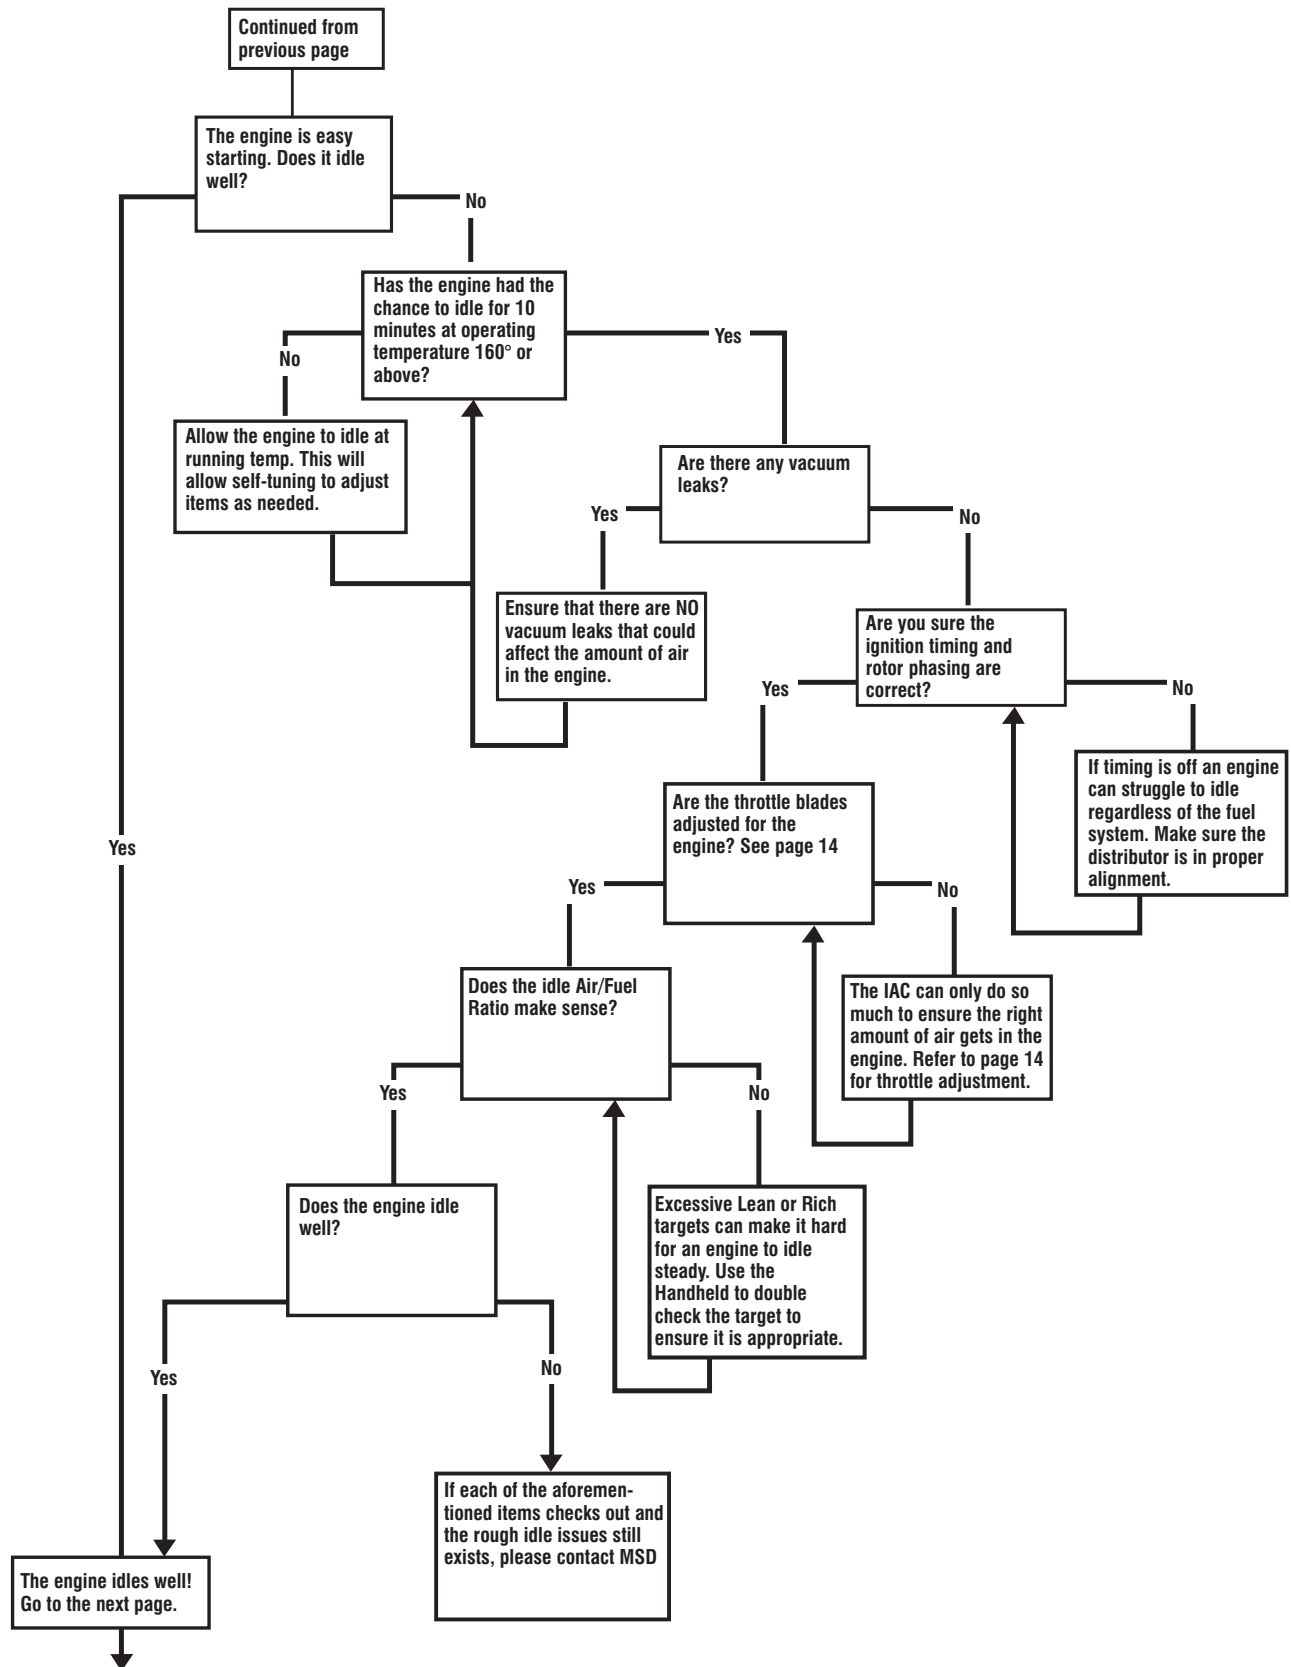 Continued from
previous page
The engine is easy
starting. Does it idle
well?
No
Has the engine had the
chance to idle for 10
minutes at operating
temperature 160° or
above?
No
Yes
Allow the engine to idle at
running temp. This will
allow self-tuning to adjust
items as needed.
Are there any vacuum
leaks?
Yes
No
Ensure that there are NO
vacuum leaks that could
affect the amount of air
in the engine.
Are you sure the
ignition timing and
rotor phasing are
correct?
Yes
No
If timing is off an engine
can struggle to idle
regardless of the fuel
system. Make sure the
distributor is in proper
alignment.
Are the throttle blades
adjusted for the
engine? See page 14
Yes
Yes
No
Does the idle Air/Fuel
Ratio make sense?
The IAC can only do so
much to ensure the right
amount of air gets in the
engine. Refer to page 14
for throttle adjustment.
Yes
No
Does the engine idle
well?
Excessive Lean or Rich
targets can make it hard
for an engine to idle
steady. Use the
Handheld to double
check the target to
ensure it is appropriate.
Yes
No
If each of the aforemen-
tioned items checks out and
the rough idle issues still
exists, please contact MSD
The engine idles well!
Go to the next page.